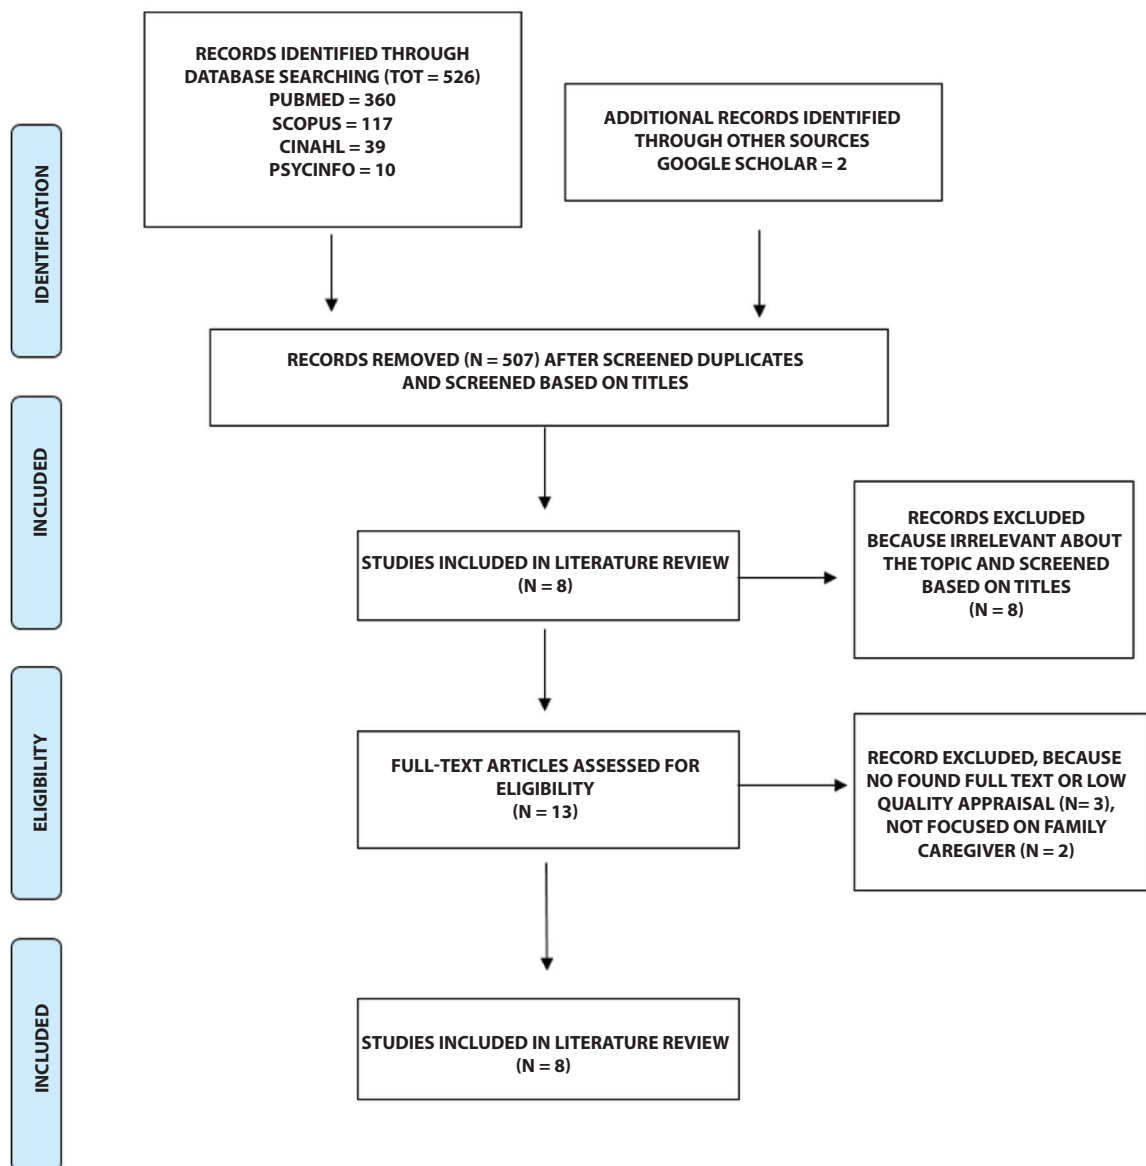 RECORDS IDENTIFIED THROUGH
DATABASE SEARCHING (TOT = 526)
PUBMED = 360
SCOPUS = 117
CINAHL = 39
PSYCINFO = 10
ADDITIONAL RECORDS IDENTIFIED
THROUGH OTHER SOURCES
GOOGLE SCHOLAR = 2
IDENTIFICATION
RECORDS REMOVED (N = 507) AFTER SCREENED DUPLICATES
AND SCREENED BASED ON TITLES
INCLUDED
STUDIES INCLUDED IN LITERATURE REVIEW
(N = 8)
RECORDS EXCLUDED
BECAUSE IRRELEVANT ABOUT
THE TOPIC AND SCREENED
BASED ON TITLES
(N = 8)
ELIGIBILITY
FULL-TEXT ARTICLES ASSESSED FOR
ELIGIBILITY
(N = 13)
RECORD EXCLUDED, BECAUSE
NO FOUND FULL TEXT OR LOW
QUALITY APPRAISAL (N= 3),
NOT FOCUSED ON FAMILY
CAREGIVER (N = 2)
INCLUDED
STUDIES INCLUDED IN LITERATURE REVIEW
(N = 8)